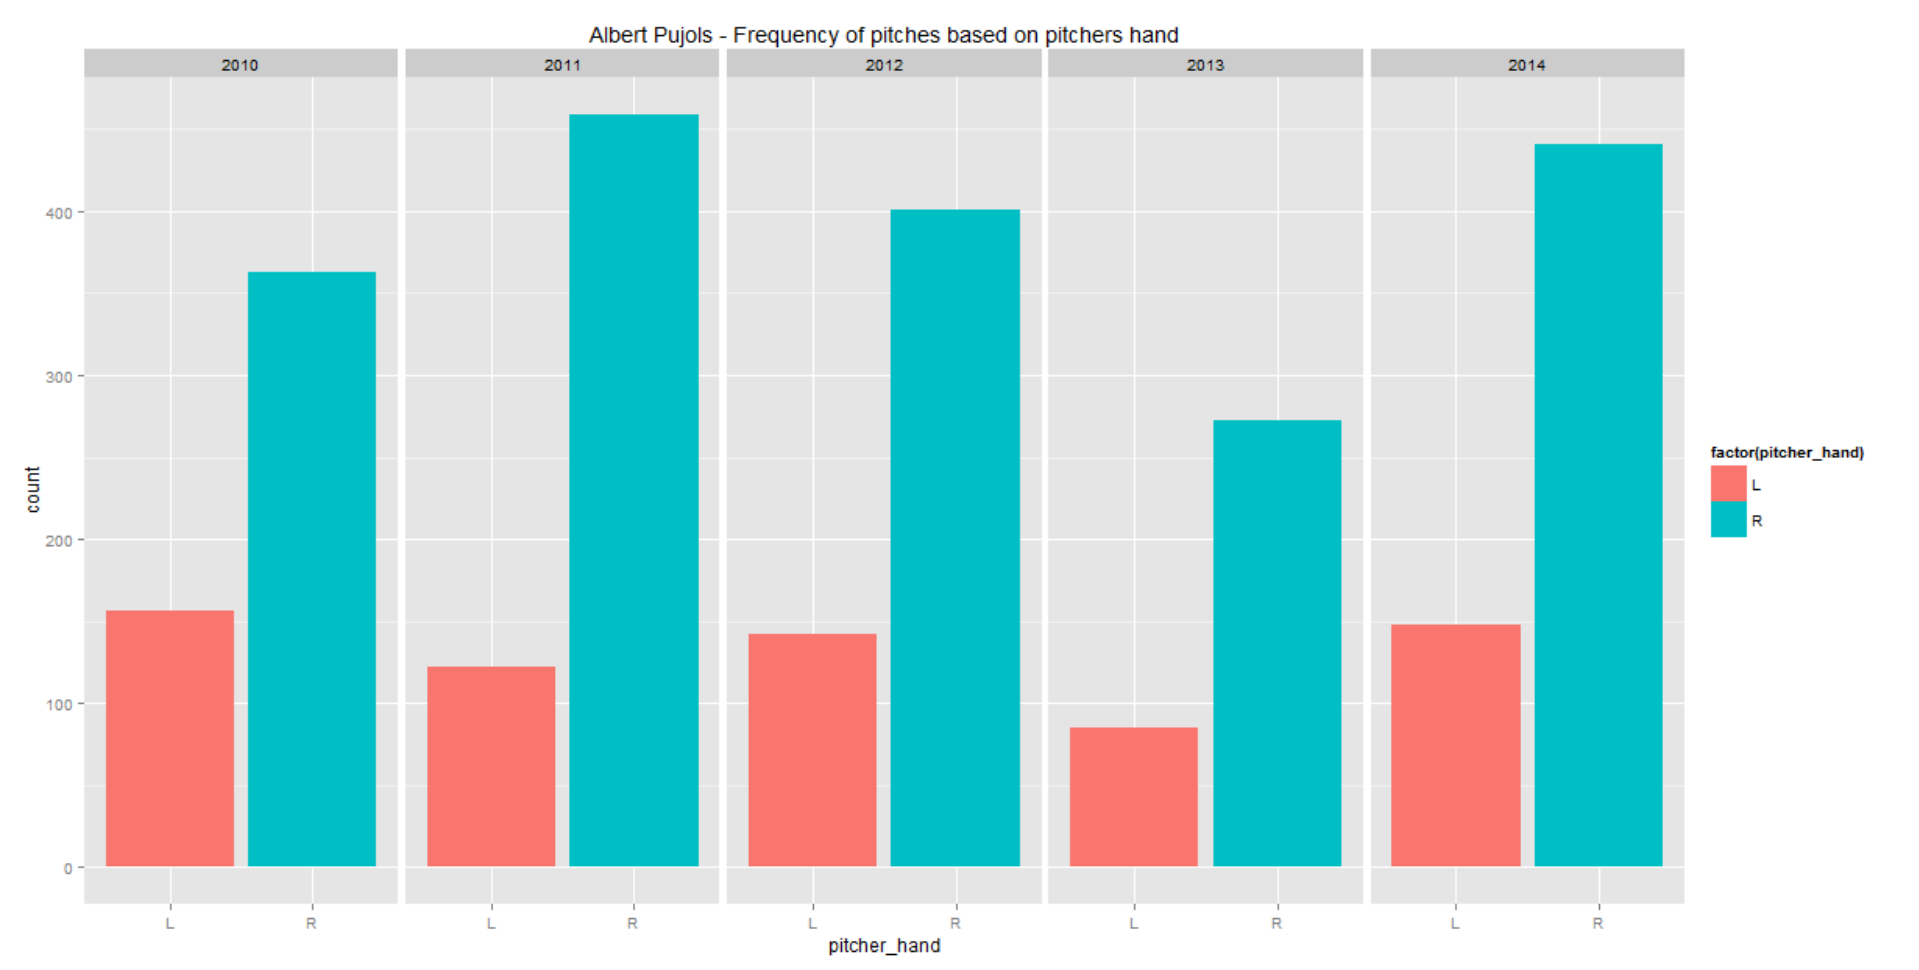 Albert Pujols - Frequency of pitches based on pitchers hand
2010 2011 2012 2013 2014
400
300
200
100
0
count
L R L R L R L R L R
pitcher_hand
factor(pitcher_hand)
L
R